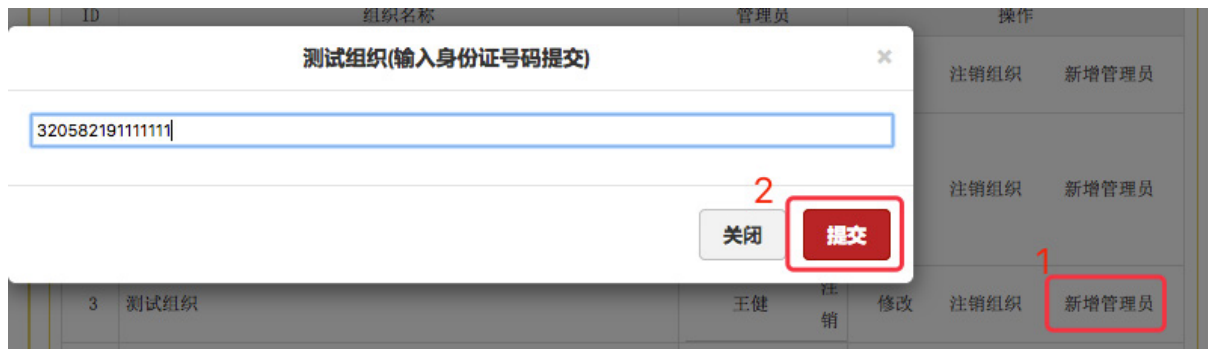 ID 组织名称 管理员 操作
测试组织(输入身份证号码提交) ×
注销组织 新增管理员
320582191111111
2
注销组织 新增管理员
关闭 提交
1
3 测试组织 王健 注销 修改 注销组织 新增管理员